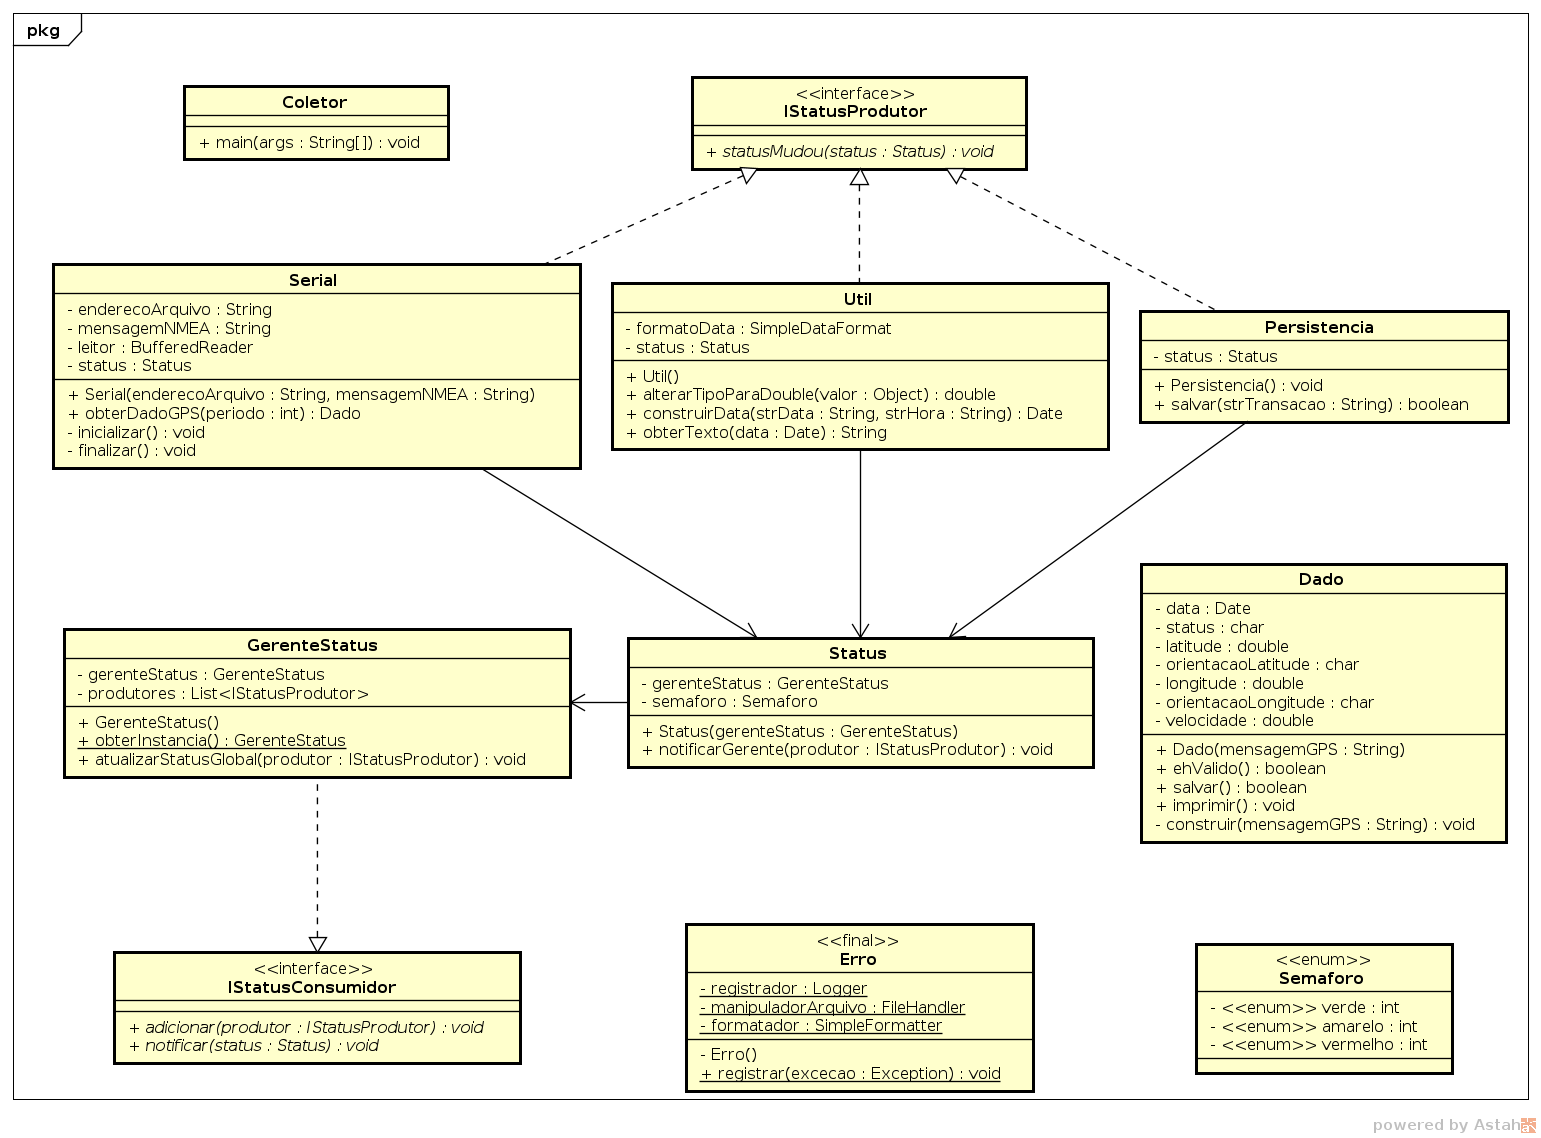 pkg
Coletor
+ main(args : String[]) : void
<<interface>>
IStatusProdutor
+ statusMudou(status : Status) : void
Serial
- enderecoArquivo : String
- mensagemNMEA : String
- leitor : BufferedReader
- status : Status
+ Serial(enderecoArquivo : String, mensagemNMEA : String)
+ obterDadoGPS(periodo : int) : Dado
- inicializar() : void
- finalizar() : void
Util
- formatoData : SimpleDataFormat
- status : Status
+ Util()
+ alterarTipoParaDouble(valor : Object) : double
+ construirData(strData : String, strHora : String) : Date
+ obterTexto(data : Date) : String
Persistencia
- status : Status
+ Persistencia() : void
+ salvar(strTransacao : String) : boolean
GerenteStatus
- gerenteStatus : GerenteStatus
- produtores : List<IStatusProdutor>
+ GerenteStatus()
+ obterInstancia() : GerenteStatus
+ atualizarStatusGlobal(produtor : IStatusProdutor) : void
Status
- gerenteStatus : GerenteStatus
- semaforo : Semaforo
+ Status(gerenteStatus : GerenteStatus)
+ notificarGerente(produtor : IStatusProdutor) : void
Dado
- data : Date
- status : char
- latitude : double
- orientacaoLatitude : char
- longitude : double
- orientacaoLongitude : char
- velocidade : double
+ Dado(mensagemGPS : String)
+ ehValido() : boolean
+ salvar() : boolean
+ imprimir() : void
- construir(mensagemGPS : String) : void
<<interface>>
IStatusConsumidor
+ adicionar(produtor : IStatusProdutor) : void
+ notificar(status : Status) : void
<<final>>
Erro
- registrador : Logger
- manipuladorArquivo : FileHandler
- formatador : SimpleFormatter
- Erro()
+ registrar(excecao : Exception) : void
<<enum>>
Semaforo
- <<enum>> verde : int
- <<enum>> amarelo : int
- <<enum>> vermelho : int
powered by Astah